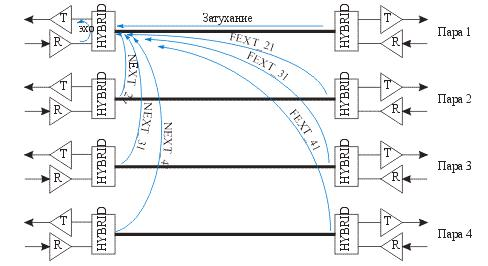 T эхо HYBRID Затухание HYBRID T
R R Пара 1
FEXT 21
FEXT 31
NEXT 21
T HYBRID HYBRID T
R R Пара 2
NEXT 31
FEXT 41
NEXT 4
T HYBRID HYBRID T
R R Пара 3
T HYBRID HYBRID T
R R Пара 4